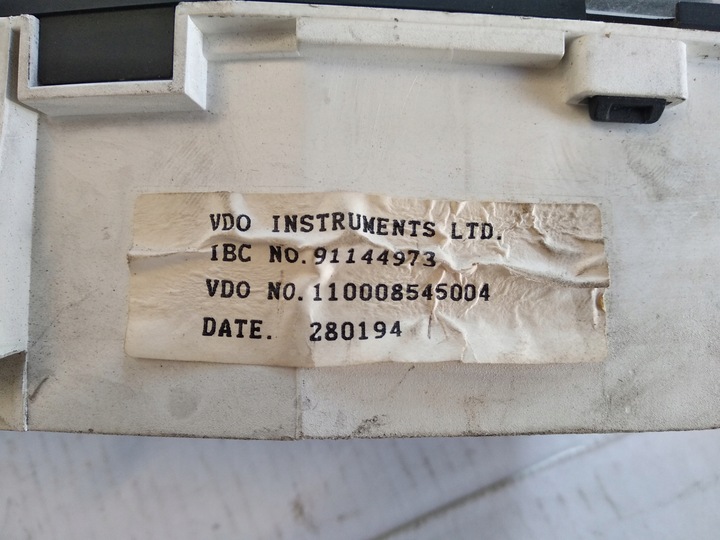 VDO INSTRUMENTS LTD.
IBC NO.91144973
VDO NO.110008545004
DATE. 280194